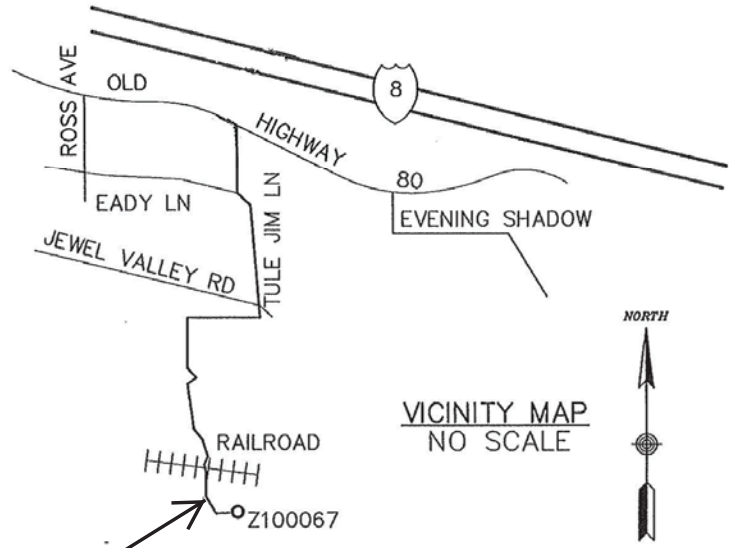 8
ROSS AVE
OLD
HIGHWAY
80
EADY LN
TULE JIM LN
EVENING SHADOW
JEWEL VALLEY RD
NORTH
VICINITY MAP
NO SCALE
RAILROAD
Z100067